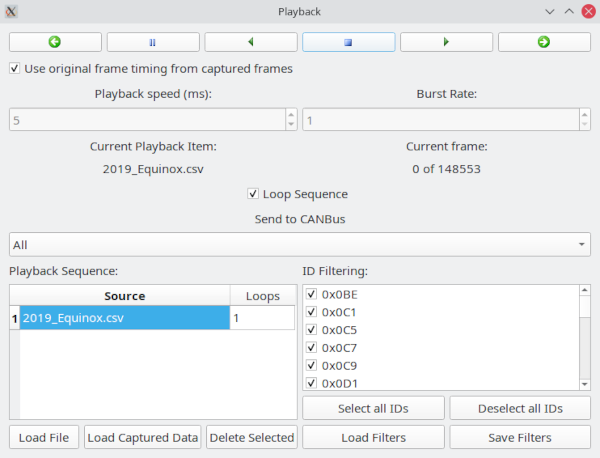 Playback
Use original frame timing from captured frames
Playback speed (ms): Burst Rate:
5 1
Current Playback Item: Current frame:
2019_Equinox.csv 0 of 148553
Loop Sequence
Send to CANBus
All
Playback Sequence: ID Filtering:
Source Loops
1 2019_Equinox.csv 1
0x0BE
0x0C1
0x0C5
0x0C7
0x0C9
0x0D1
Select all IDs Deselect all IDs
Load File Load Captured Data Delete Selected Load Filters Save Filters